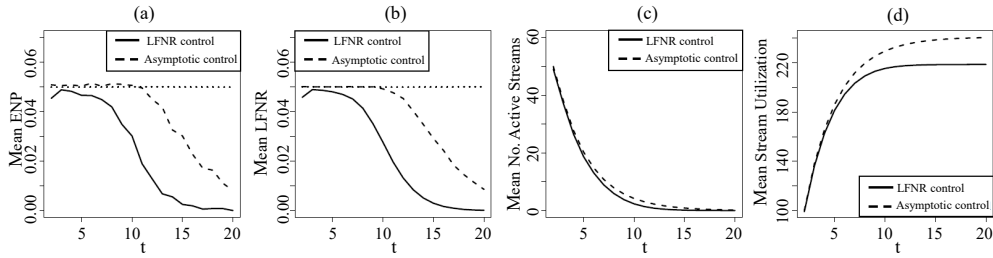 (a)
LFNR control
Asymptotic control
Mean ENP
0.00
0.02
0.04
0.06
5
10
15
20
t
(b)
LFNR control
Asymptotic control
Mean LFNR
0.00
0.02
0.04
0.06
5
10
15
20
t
(c)
LFNR control
Asymptotic control
Mean No. Active Streams
0
20
40
60
5
10
15
20
t
(d)
LFNR control
Asymptotic control
Mean Stream Utilization
100
140
180
220
5
10
15
20
t